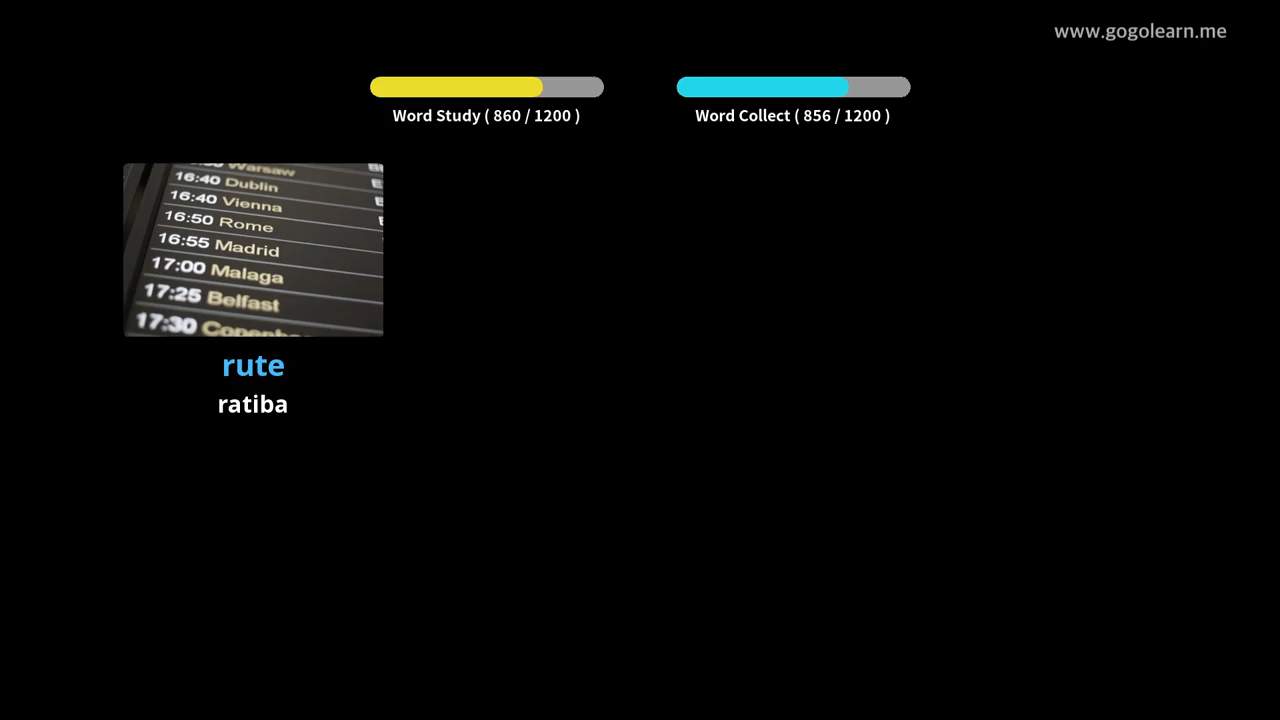 www.gogolearn.me
Word Study ( 860 / 1200 )
Word Collect ( 856 / 1200 )
Warsaw
16:40 Dublin
16:40 Vienna
16:50 Rome
16:55 Madrid
17:00 Malaga
17:25 Belfast
17:30
rute
ratiba